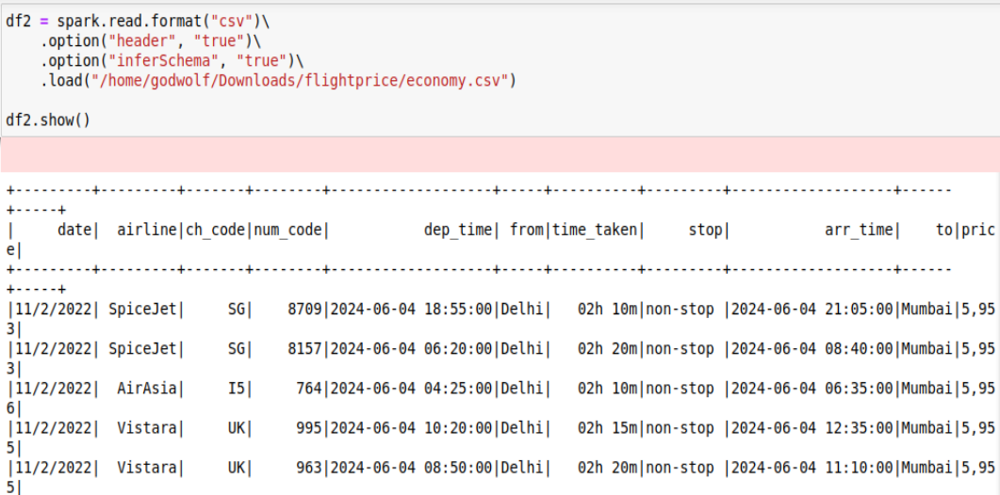 df2 = spark.read.format("csv")\
    .option("header", "true")\
    .option("inferSchema", "true")\
    .load("/home/godwolf/Downloads/flightprice/economy.csv")

df2.show()

+---------+---------+-------+--------+-------------------+-----+----------+---------+-------------------+------
+-----+
|     date|  airline|ch_code|num_code|           dep_time| from|time_taken|     stop|           arr_time|    to|pric
e|
+---------+---------+-------+--------+-------------------+-----+----------+---------+-------------------+------
+-----+
|11/2/2022| SpiceJet|     SG|    8709|2024-06-04 18:55:00|Delhi|   02h 10m|non-stop |2024-06-04 21:05:00|Mumbai|5,95
3|
|11/2/2022| SpiceJet|     SG|    8157|2024-06-04 06:20:00|Delhi|   02h 20m|non-stop |2024-06-04 08:40:00|Mumbai|5,95
3|
|11/2/2022|  AirAsia|     I5|     764|2024-06-04 04:25:00|Delhi|   02h 10m|non-stop |2024-06-04 06:35:00|Mumbai|5,95
6|
|11/2/2022|  Vistara|     UK|     995|2024-06-04 10:20:00|Delhi|   02h 15m|non-stop |2024-06-04 12:35:00|Mumbai|5,95
5|
|11/2/2022|  Vistara|     UK|     963|2024-06-04 08:50:00|Delhi|   02h 20m|non-stop |2024-06-04 11:10:00|Mumbai|5,95
5|